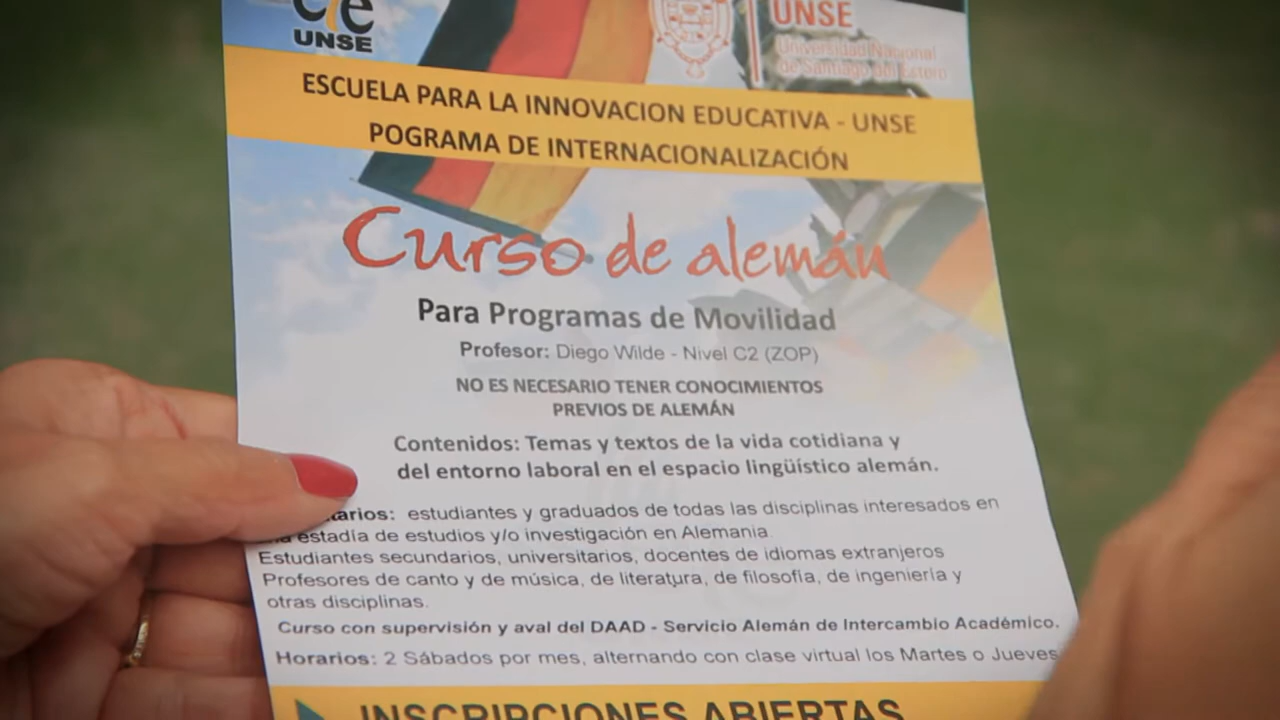 eie
UNSE
UNSE
Universidad Nacional
de Santiago del Estero
ESCUELA PARA LA INNOVACION EDUCATIVA - UNSE
POGRAMA DE INTERNACIONALIZACIÓN
Curso de alemán
Para Programas de Movilidad
Profesor: Diego Wilde - Nivel C2 (ZOP)
NO ES NECESARIO TENER CONOCIMIENTOS
PREVIOS DE ALEMÁN
Contenidos: Temas y textos de la vida cotidiana y
del entorno laboral en el espacio lingüístico alemán.
estudiantes y graduados de todas las disciplinas interesados en
estadía de estudios y/o investigación en Alemania.
Estudiantes secundarios, universitarios, docentes de idiomas extranjeros
Profesores de canto y de música, de literatura, de filosofía, de ingeniería y
otras disciplinas.
Curso con supervisión y aval del DAAD - Servicio Alemán de Intercambio Académico.
Horarios: 2 Sábados por mes, alternando con clase virtual los Martes o Jueves
INSCRIPCIONES ABIERTAS